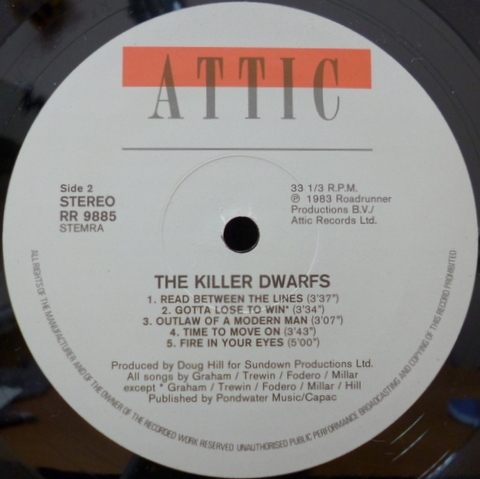 ATTIC
Side 2
STEREO
RR 9885
STEMRA
33 1/3 R.P.M.
℗ 1983 Roadrunner
Productions B.V./
Attic Records Ltd.
THE KILLER DWARFS
1. READ BETWEEN THE LINES (3'37")
2. GOTTA LOSE TO WIN* (3'34")
3. OUTLAW OF A MODERN MAN (3'07")
4. TIME TO MOVE ON (3'43")
5. FIRE IN YOUR EYES (5'00")
Produced by Doug Hill for Sundown Productions Ltd.
All songs by Graham / Trewin / Fodero / Millar
except * Graham / Trewin / Fodero / Millar / Hill
Published by Pondwater Music/Capac
ALL RIGHTS OF THE MANUFACTURER AND OF THE OWNER OF THE RECORDED WORK RESERVED UNAUTHORISED PUBLIC PERFORMANCE BROADCASTING AND COPYING OF THIS RECORD PROHIBITED